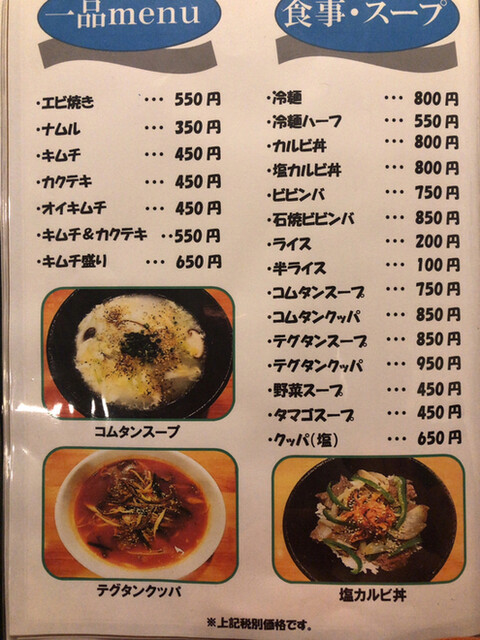 一品menu
・エビ焼き ・・・ 550円
・ナムル ・・・ 350円
・キムチ ・・・ 450円
・カクテキ ・・・ 450円
・オイキムチ ・・・ 450円
・キムチ&カクテキ ・・550円
・キムチ盛り ・・・ 650円
コムタンスープ
テグタンクッパ
食事・スープ
・冷麺 ・・・ 800円
・冷麺ハーフ ・・・ 550円
・カルビ丼 ・・・ 800円
・塩カルビ丼 ・・・ 800円
・ビビンバ ・・・ 750円
・石焼ビビンバ ・・・ 850円
・ライス ・・・ 200円
・半ライス ・・・ 100円
・コムタンスープ ・・・ 750円
・コムタンクッパ ・・・ 850円
・テグタンスープ ・・・ 850円
・テグタンクッパ ・・・ 950円
・野菜スープ ・・・ 450円
・タマゴスープ ・・・ 450円
・クッパ(塩) ・・・ 650円
塩カルビ丼
※上記税別価格です。